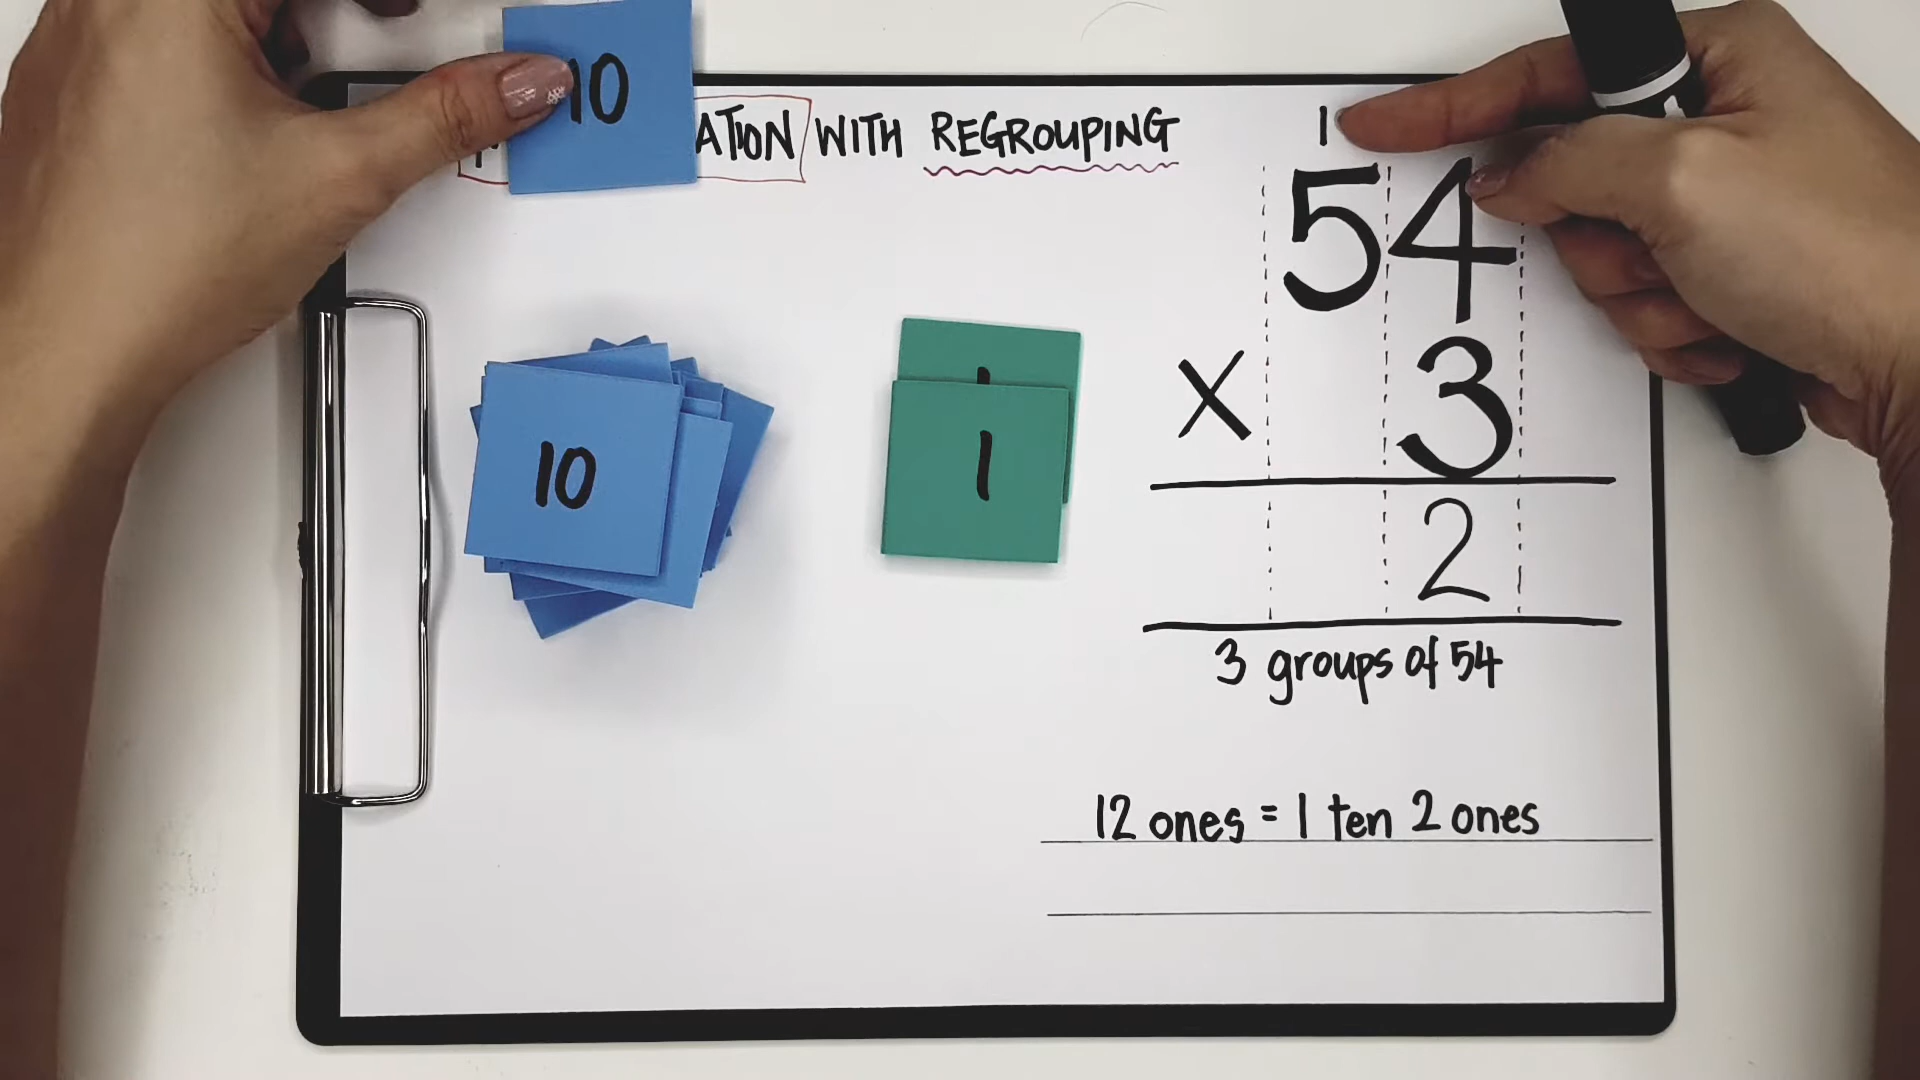 10
WITH REGROUPING
1
54
10
1
1
x 3
2
3 groups of 54
12 ones = 1 ten 2 ones